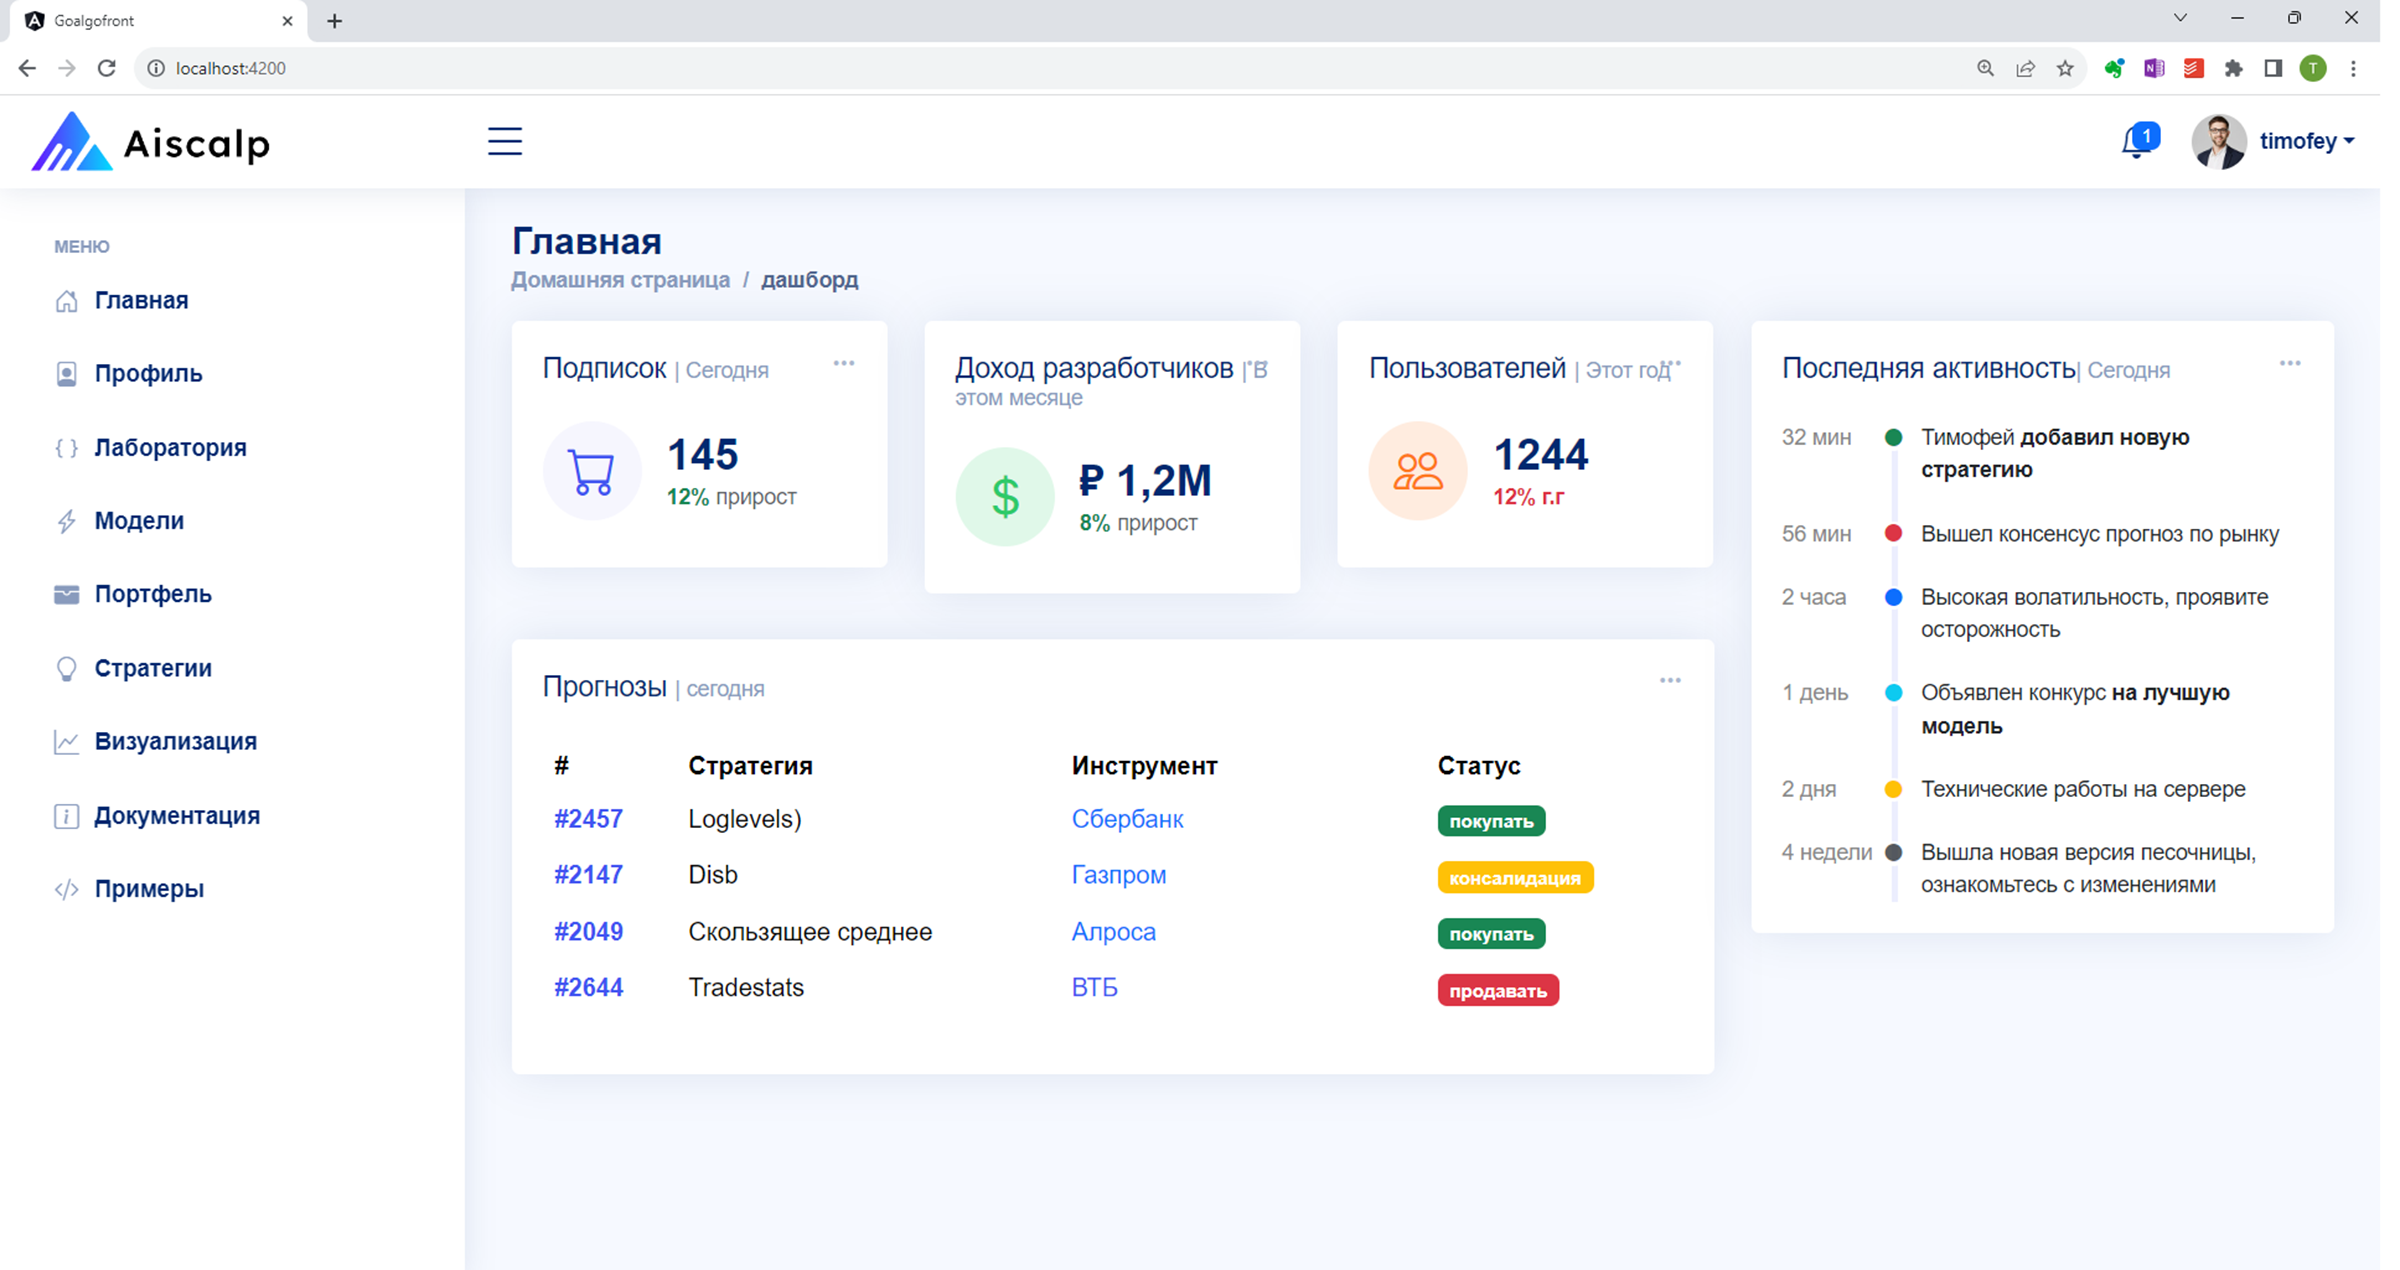 Goalgofront
localhost:4200
T
Aiscalp
1
timofey
МЕНЮ
Главная
Профиль
Лаборатория
Модели
Портфель
Стратегии
Визуализация
Документация
Примеры
Главная
Домашняя страница / дашборд
Подписок | Сегодня
145
12% прирост
Доход разработчиков | В
этом месяце
₽ 1,2М
8% прирост
Пользователей | Этот год
1244
12% г.г
Прогнозы | сегодня
# Стратегия Инструмент Статус
#2457 Loglevels) Сбербанк покупать
#2147 Disb Газпром консалидация
#2049 Скользящее среднее Алроса покупать
#2644 Tradestats ВТБ продавать
Последняя активность| Сегодня
32 мин Тимофей добавил новую
стратегию
56 мин Вышел консенсус прогноз по рынку
2 часа Высокая волатильность, проявите
осторожность
1 день Объявлен конкурс на лучшую
модель
2 дня Технические работы на сервере
4 недели Вышла новая версия песочницы,
ознакомьтесь с изменениями